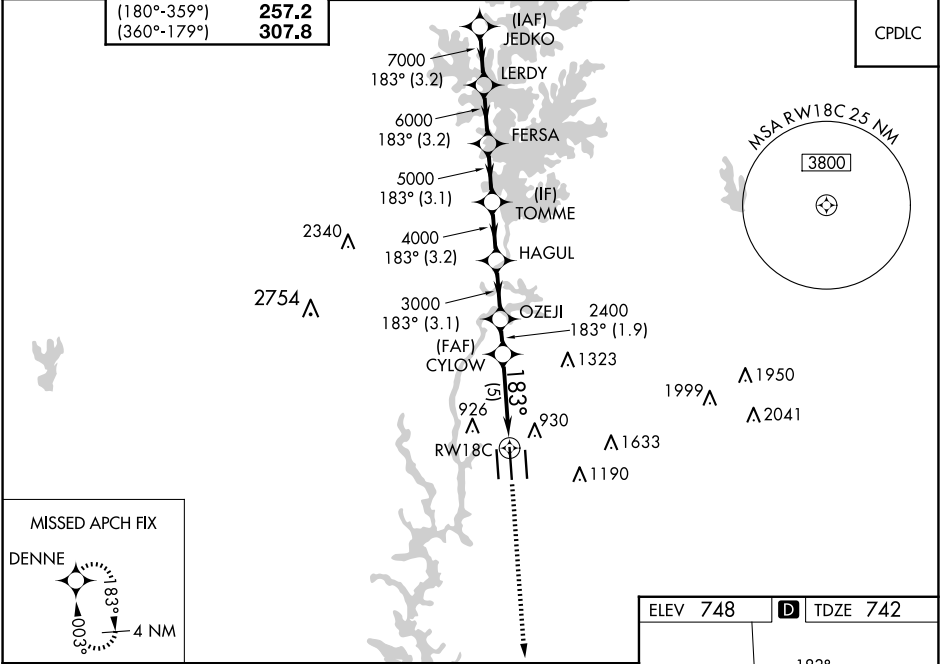 (180°-359°) 257.2
(360°-179°) 307.8
CPDLC
(IAF)
JEDKO
7000
183° (3.2)
LERDY
6000
183° (3.2)
FERSA
5000
183° (3.1)
(IF)
TOMME
4000
183° (3.2)
HAGUL
3000
183° (3.1)
OZEJI
2400
183° (1.9)
(FAF)
CYLOW
183°
(5)
RW18C
MSA RW18C 25 NM
3800
2340
2754
1323
1950
1999
2041
926
930
1633
1190
MISSED APCH FIX
DENNE
183°
003°
4 NM
ELEV 748 D TDZE 742